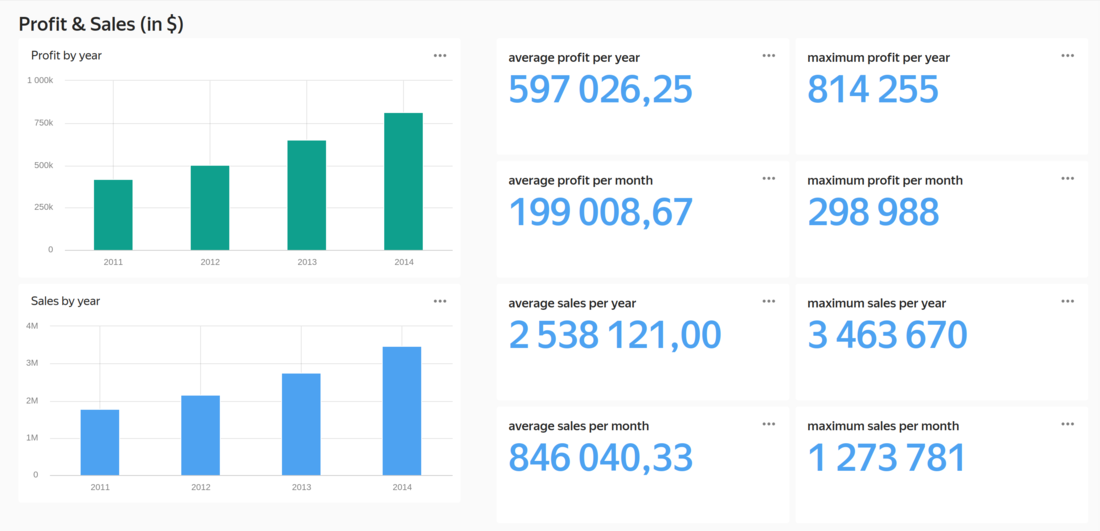 Profit & Sales (in $)
Profit by year
1 000k
750k
500k
250k
0
2011 2012 2013 2014
Sales by year
4M
3M
2M
1M
0
2011 2012 2013 2014
average profit per year
597 026,25
maximum profit per year
814 255
average profit per month
199 008,67
maximum profit per month
298 988
average sales per year
2 538 121,00
maximum sales per year
3 463 670
average sales per month
846 040,33
maximum sales per month
1 273 781